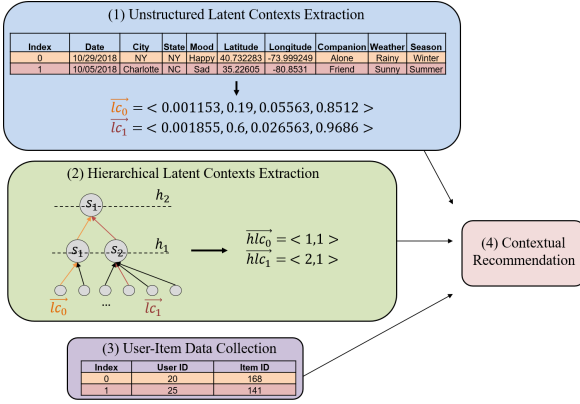 (1) Unstructured Latent Contexts Extraction
Index Date City State Mood Latitude Longitude Companion Weather Season
0 10/29/2018 NY NY Happy 40.732283 -73.999249 Alone Rainy Winter
1 10/05/2018 Charlotte NC Sad 35.22605 -80.8531 Friend Sunny Summer
lc₀ = < 0.001153, 0.19, 0.05563, 0.8512 >
lc₁ = < 0.001855, 0.6, 0.026563, 0.9686 >
(2) Hierarchical Latent Contexts Extraction
s₁ h₂
s₁ s₂ h₁
hlc₀ = < 1,1 >
hlc₁ = < 2,1 >
...
lc₀ lc₁
(4) Contextual
Recommendation
(3) User-Item Data Collection
Index User ID Item ID
0 20 168
1 25 141